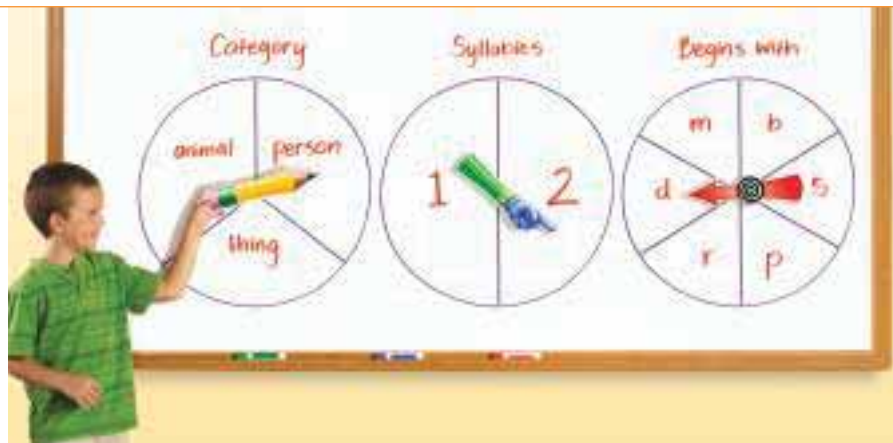 Category
Syllables
Begins with
animal
person
thing
1
2
m
b
d
s
r
p